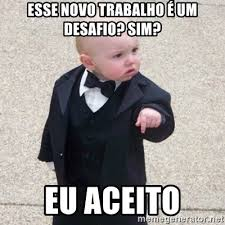 ESSE NOVO TRABALHO É UM
DESAFIO? SIM?
EU ACEITO
memegenerator.net